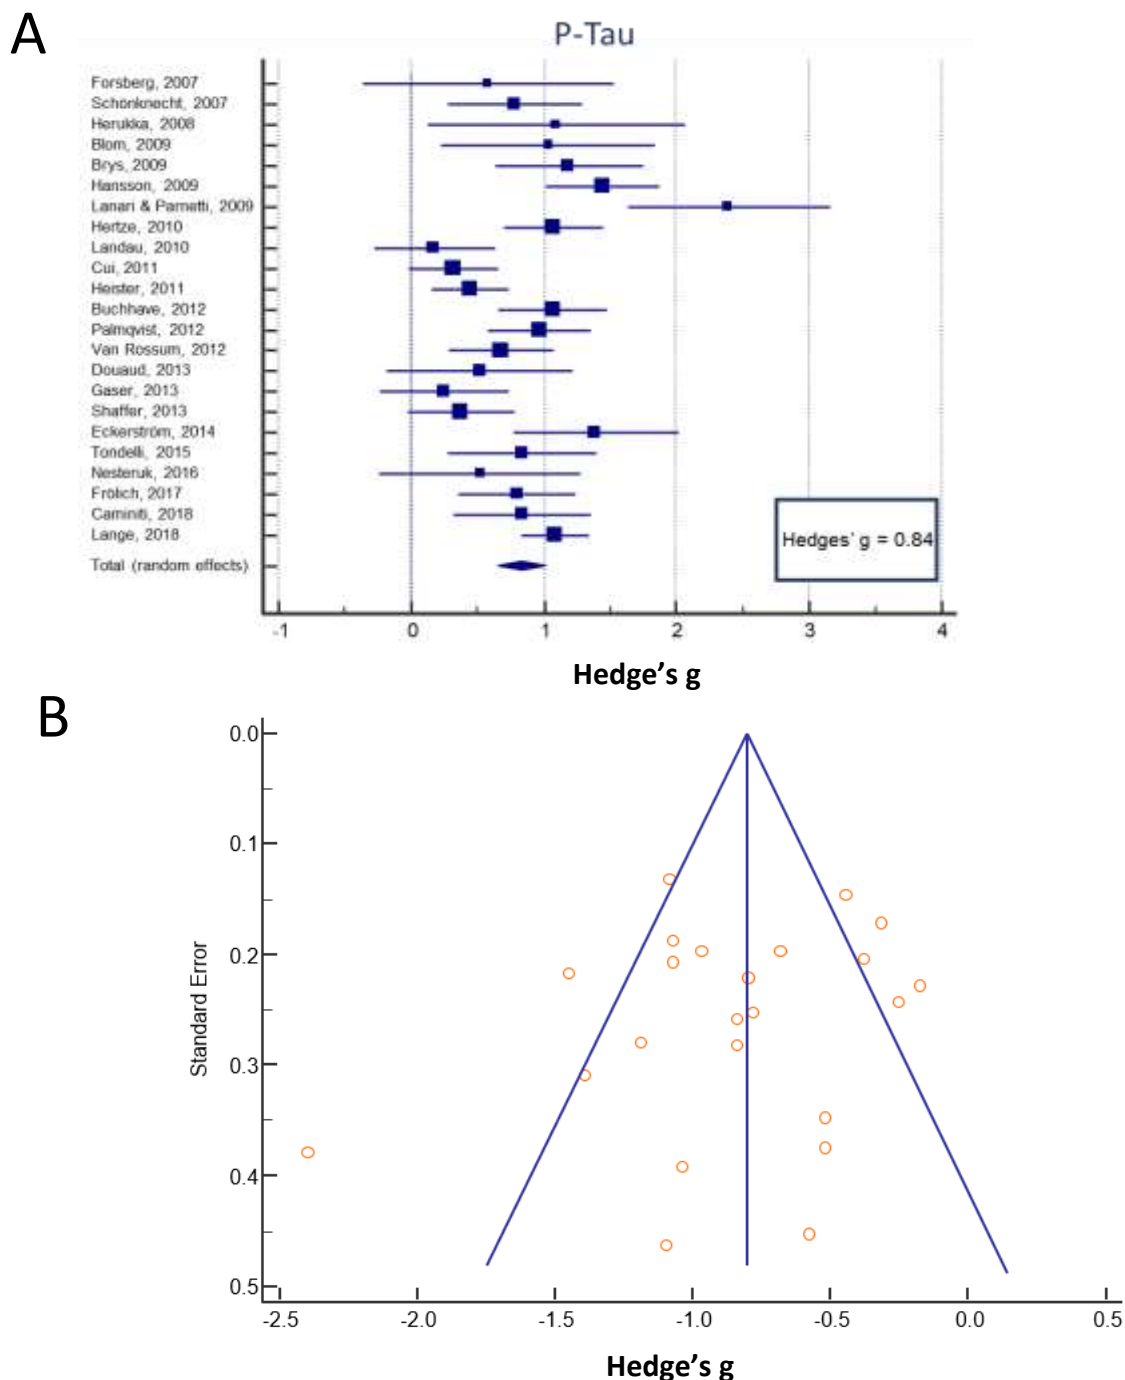 A
P-Tau
Forsberg, 2007
Schönknecht, 2007
Herukka, 2008
Blom, 2009
Brys, 2009
Hansson, 2009
Lanari & Parnetti, 2009
Hertze, 2010
Landau, 2010
Cui, 2011
Heister, 2011
Buchhave, 2012
Palmqvist, 2012
Van Rossum, 2012
Douaud, 2013
Gaser, 2013
Shaffer, 2013
Eckerström, 2014
Tondelli, 2015
Nesteruk, 2016
Frölich, 2017
Caminiti, 2018
Lange, 2018
Total (random effects)
Hedges' g = 0.84
-1 0 1 2 3 4
Hedge's g
B
0.0
0.1
0.2
0.3
0.4
0.5
Standard Error
-2.5 -2.0 -1.5 -1.0 -0.5 0.0 0.5
Hedge's g